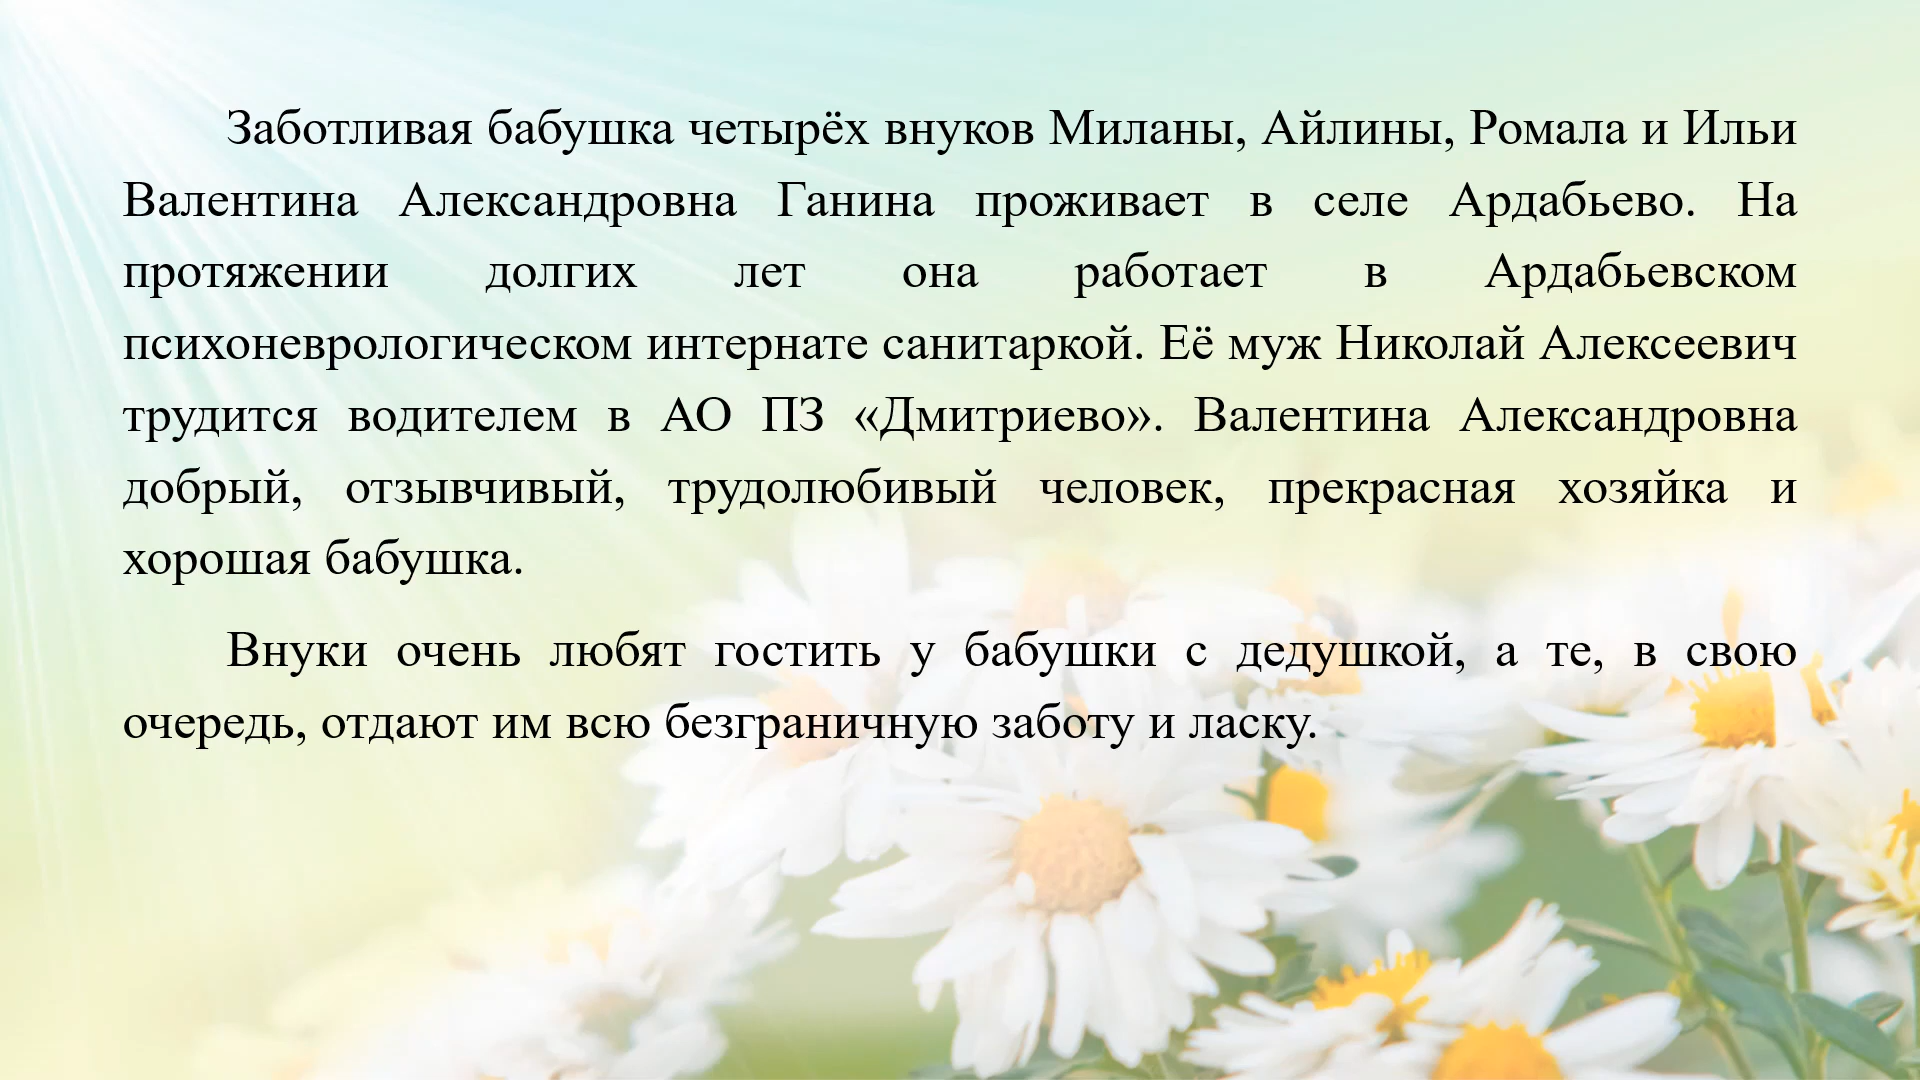 Заботливая бабушка четырёх внуков Миланы, Айлины, Ромала и Ильи
Валентина Александровна Ганина проживает в селе Ардабьево. На
протяжении долгих лет она работает в Ардабьевском
психоневрологическом интернате санитаркой. Её муж Николай Алексеевич
трудится водителем в АО ПЗ «Дмитриево». Валентина Александровна
добрый, отзывчивый, трудолюбивый человек, прекрасная хозяйка и
хорошая бабушка.
Внуки очень любят гостить у бабушки с дедушкой, а те, в свою
очередь, отдают им всю безграничную заботу и ласку.